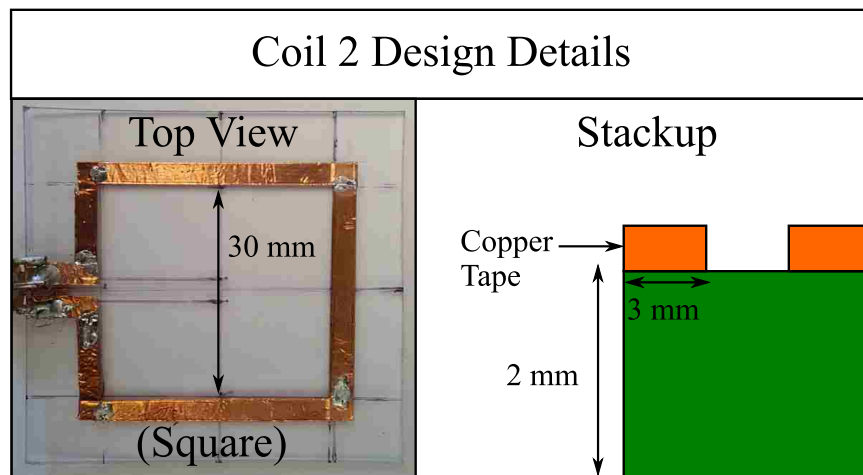 Coil 2 Design Details
Top View
30 mm
(Square)
Stackup
Copper
Tape
3 mm
2 mm